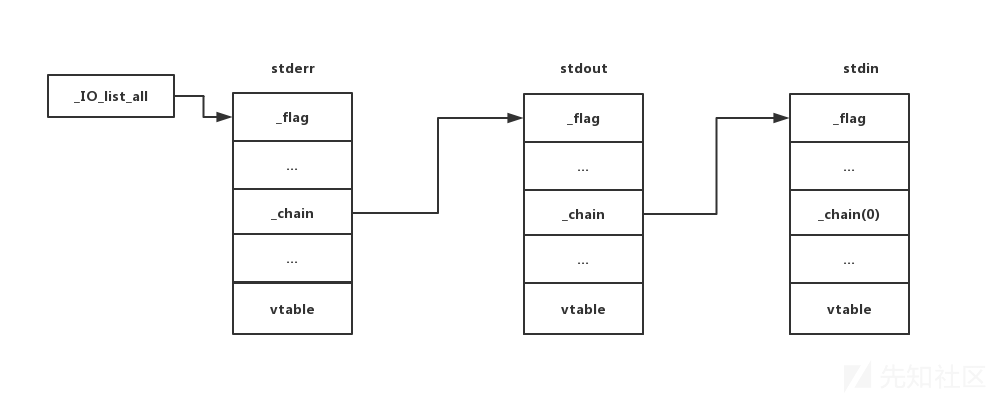 _IO_list_all
stderr
_flag
...
_chain
...
vtable
stdout
_flag
...
_chain
...
vtable
stdin
_flag
...
_chain(0)
...
vtable
先知社区